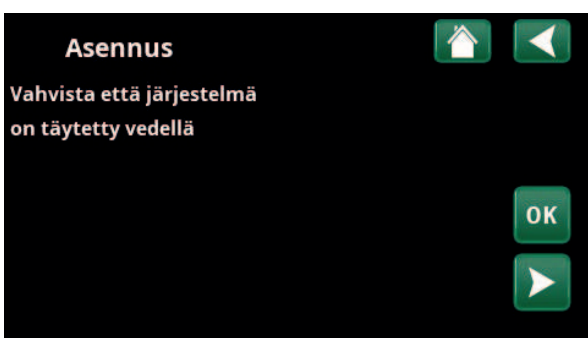 Asennus
Vahvista että järjestelmä
on täytetty vedellä
OK